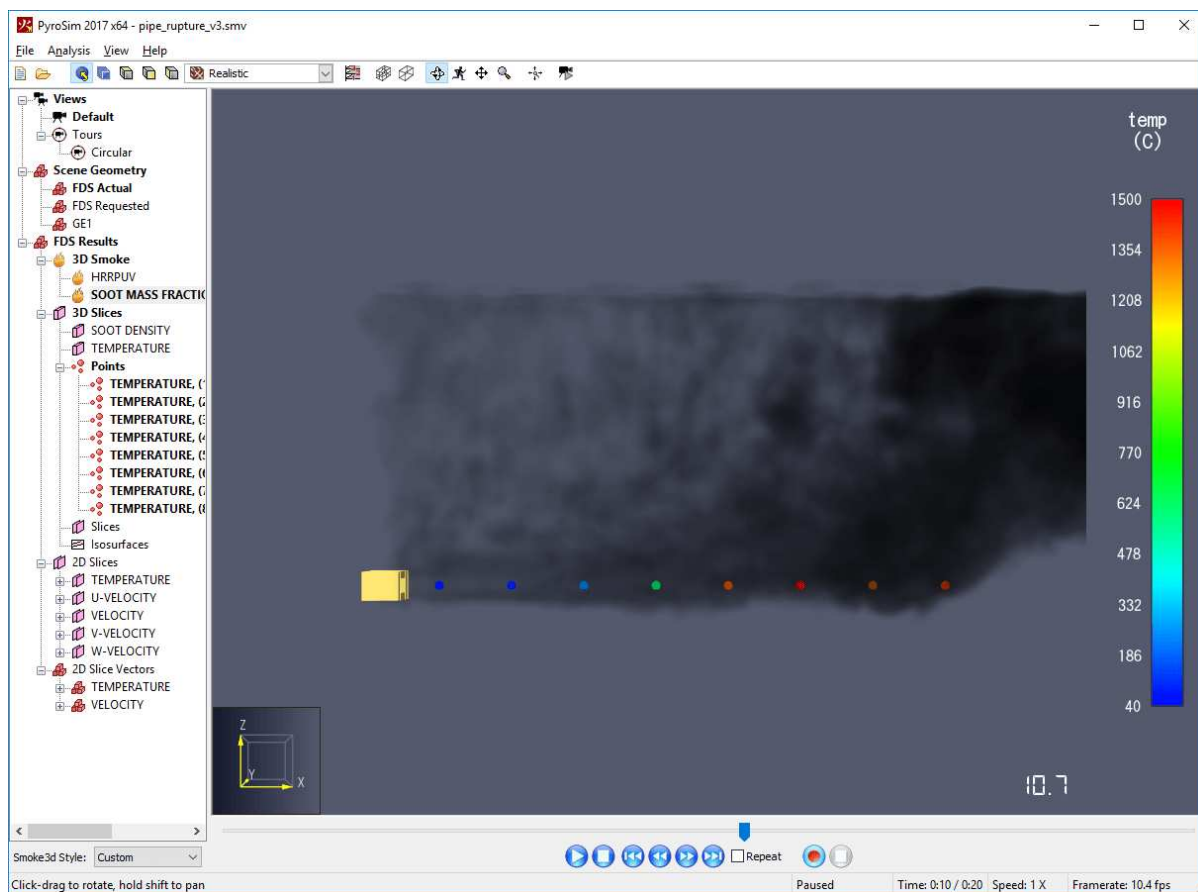 PyroSim 2017 x64 - pipe_rupture_v3.smv
File Analysis View Help
Realistic
Views
Default
Tours
Circular
Scene Geometry
FDS Actual
FDS Requested
GE1
FDS Results
3D Smoke
HRRPUV
SOOT MASS FRACTIO
3D Slices
SOOT DENSITY
TEMPERATURE
Points
TEMPERATURE, (1
TEMPERATURE, (2
TEMPERATURE, (3
TEMPERATURE, (4
TEMPERATURE, (5
TEMPERATURE, (6
TEMPERATURE, (7
TEMPERATURE, (8
Slices
Isosurfaces
2D Slices
TEMPERATURE
U-VELOCITY
VELOCITY
V-VELOCITY
W-VELOCITY
2D Slice Vectors
TEMPERATURE
VELOCITY
temp
(C)
1500
1354
1208
1062
916
770
624
478
332
186
40
Z
Y
X
10.7
Smoke3d Style: Custom
Repeat
Click-drag to rotate, hold shift to pan
Paused
Time: 0:10 / 0:20
Speed: 1 X
Framerate: 10.4 fps